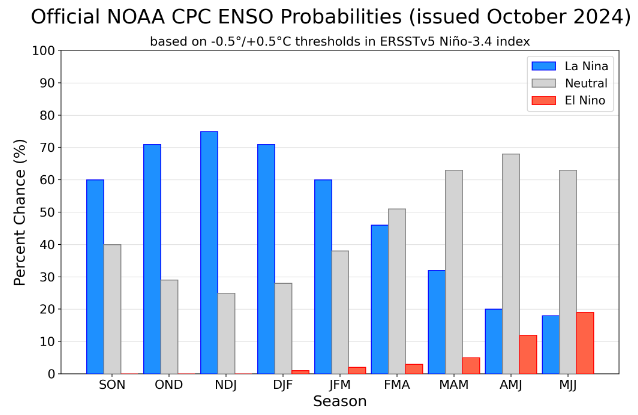 Official NOAA CPC ENSO Probabilities (issued October 2024)
based on -0.5°/+0.5°C thresholds in ERSSTv5 Niño-3.4 index
La Nina
Neutral
El Nino
Percent Chance (%)
100
90
80
70
60
50
40
30
20
10
0
SON OND NDJ DJF JFM FMA MAM AMJ MJJ
Season